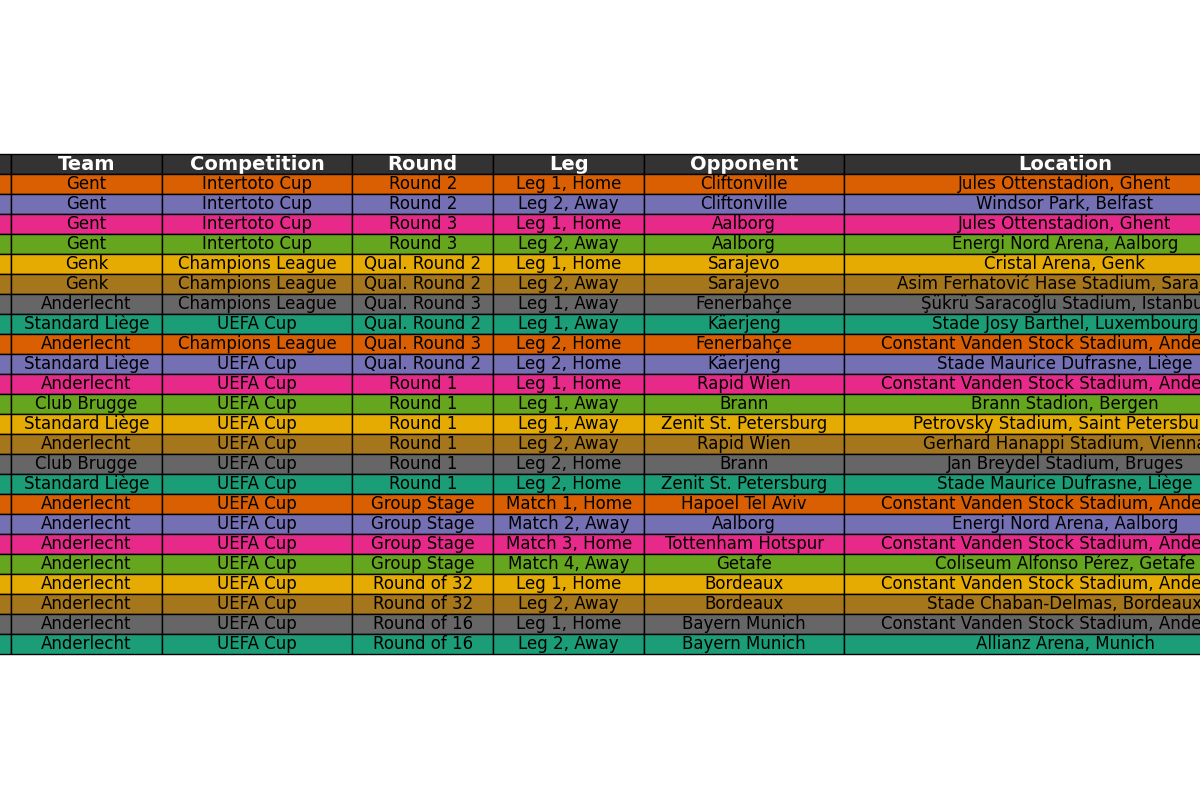 Team Competition Round Leg Opponent Location
Gent Intertoto Cup Round 2 Leg 1, Home Cliftonville Jules Ottenstadion, Ghent
Gent Intertoto Cup Round 2 Leg 2, Away Cliftonville Windsor Park, Belfast
Gent Intertoto Cup Round 3 Leg 1, Home Aalborg Jules Ottenstadion, Ghent
Gent Intertoto Cup Round 3 Leg 2, Away Aalborg Energi Nord Arena, Aalborg
Genk Champions League Qual. Round 2 Leg 1, Home Sarajevo Cristal Arena, Genk
Genk Champions League Qual. Round 2 Leg 2, Away Sarajevo Asim Ferhatović Hase Stadium,
Anderlecht Champions League Qual. Round 3 Leg 1, Away Fenerbahçe Şükrü Saracoğlu Stadium,
Standard Liège UEFA Cup Qual. Round 2 Leg 1, Away Käerjeng Stade Josy Barthel, Luxembourg
Anderlecht Champions League Qual. Round 3 Leg 2, Home Fenerbahçe Constant Vanden Stock Stadium,
Standard Liège UEFA Cup Qual. Round 2 Leg 2, Home Käerjeng Stade Maurice Dufrasne, Liège
Anderlecht UEFA Cup Round 1 Leg 1, Home Rapid Wien Constant Vanden Stock Stadium,
Club Brugge UEFA Cup Round 1 Leg 1, Away Brann Brann Stadion, Bergen
Standard Liège UEFA Cup Round 1 Leg 1, Away Zenit St. Petersburg Petrovsky Stadium, Saint
Anderlecht UEFA Cup Round 1 Leg 2, Away Rapid Wien Gerhard Hanappi Stadium, Vienna
Club Brugge UEFA Cup Round 1 Leg 2, Home Brann Jan Breydel Stadium, Bruges
Standard Liège UEFA Cup Round 1 Leg 2, Home Zenit St. Petersburg Stade Maurice Dufrasne, Liège
Anderlecht UEFA Cup Group Stage Match 1, Home Hapoel Tel Aviv Constant Vanden Stock Stadium,
Anderlecht UEFA Cup Group Stage Match 2, Away Aalborg Energi Nord Arena, Aalborg
Anderlecht UEFA Cup Group Stage Match 3, Home Tottenham Hotspur Constant Vanden Stock Stadium,
Anderlecht UEFA Cup Group Stage Match 4, Away Getafe Coliseum Alfonso Pérez, Getafe
Anderlecht UEFA Cup Round of 32 Leg 1, Home Bordeaux Constant Vanden Stock Stadium,
Anderlecht UEFA Cup Round of 32 Leg 2, Away Bordeaux Stade Chaban-Delmas, Bordeaux
Anderlecht UEFA Cup Round of 16 Leg 1, Home Bayern Munich Constant Vanden Stock Stadium,
Anderlecht UEFA Cup Round of 16 Leg 2, Away Bayern Munich Allianz Arena, Munich